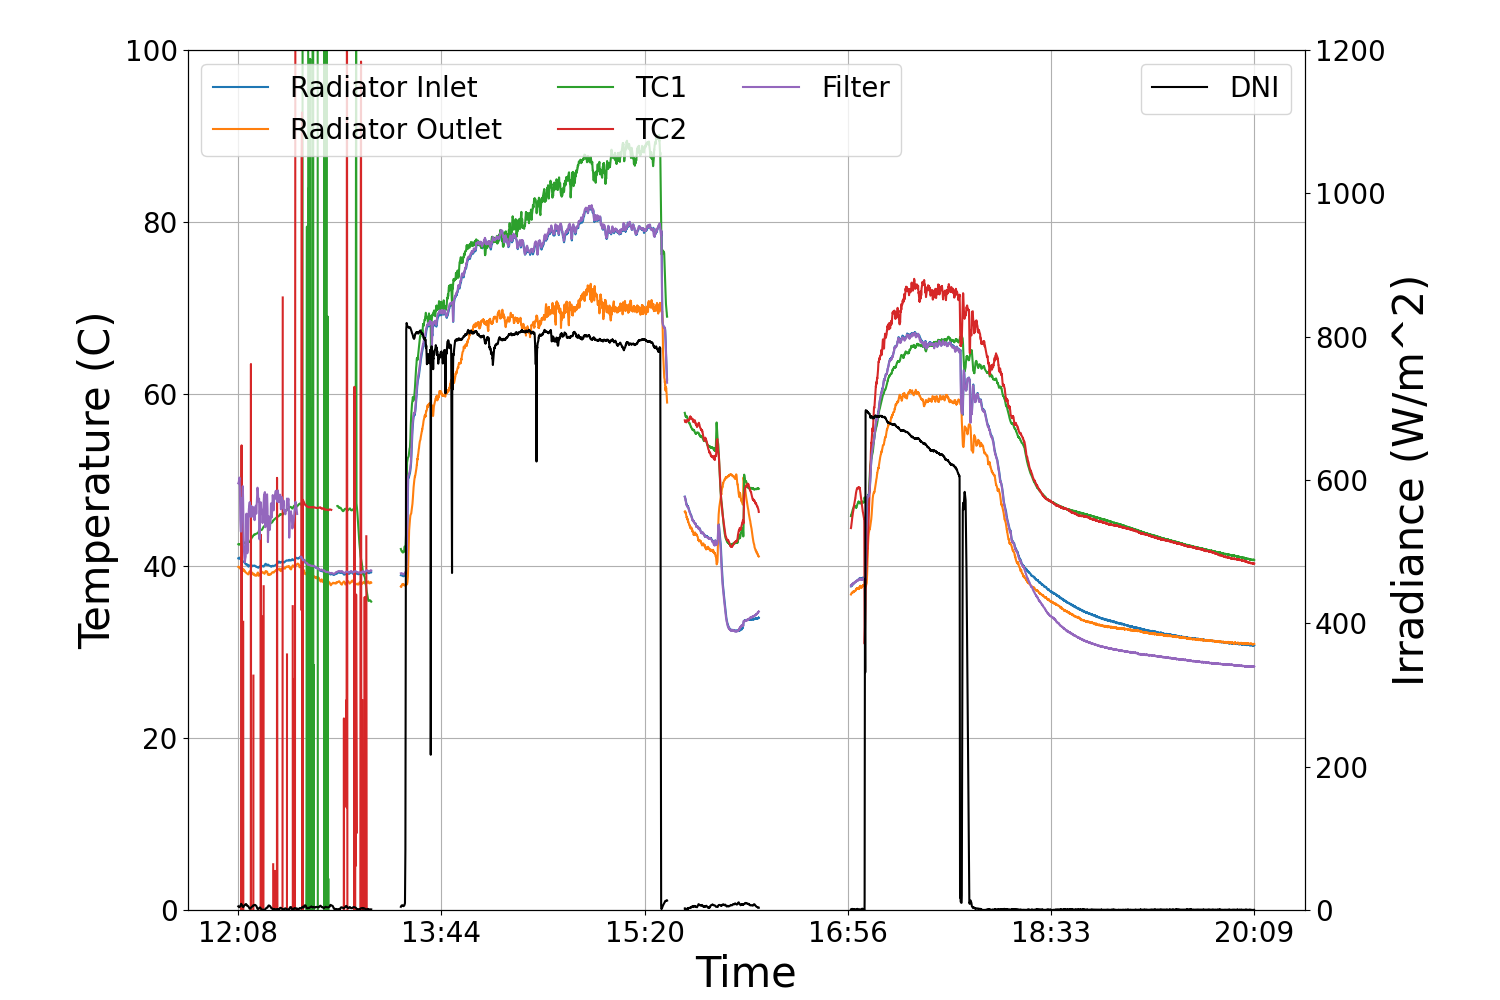 Radiator Inlet
Radiator Outlet
TC1
TC2
Filter
DNI
100
80
60
40
20
0
Temperature (C)
1200
1000
800
600
400
200
0
Irradiance (W/m^2)
12:08
13:44
15:20
16:56
18:33
20:09
Time